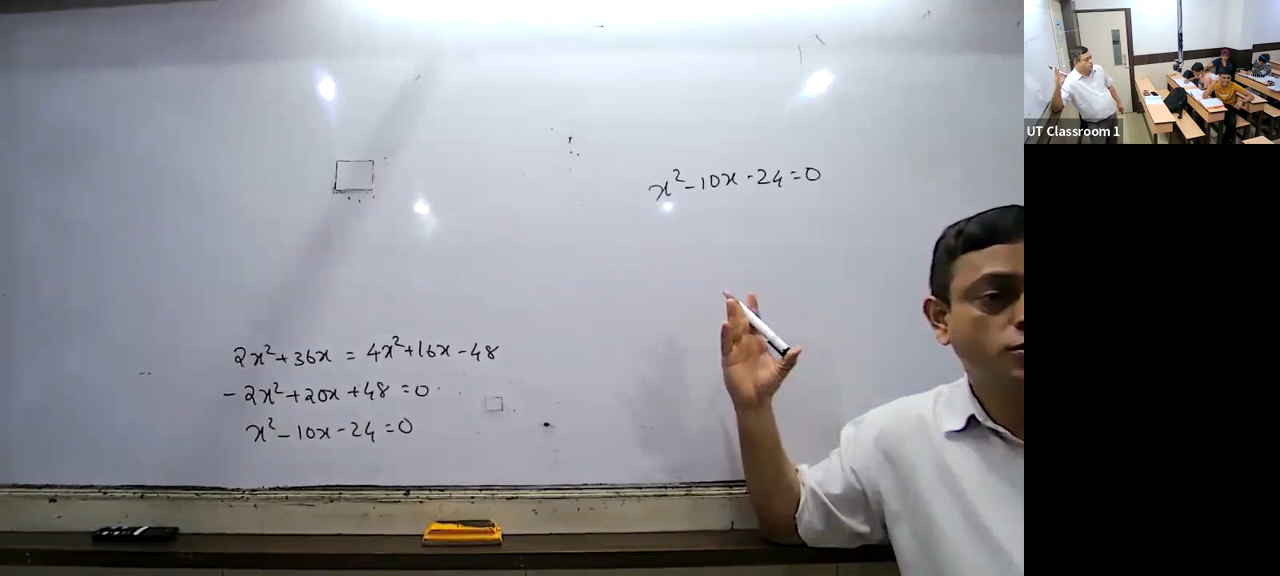 x² - 10x - 24 = 0
2x² + 36x = 4x² + 16x - 48
- 2x² + 20x + 48 = 0
x² - 10x - 24 = 0
UT Classroom 1